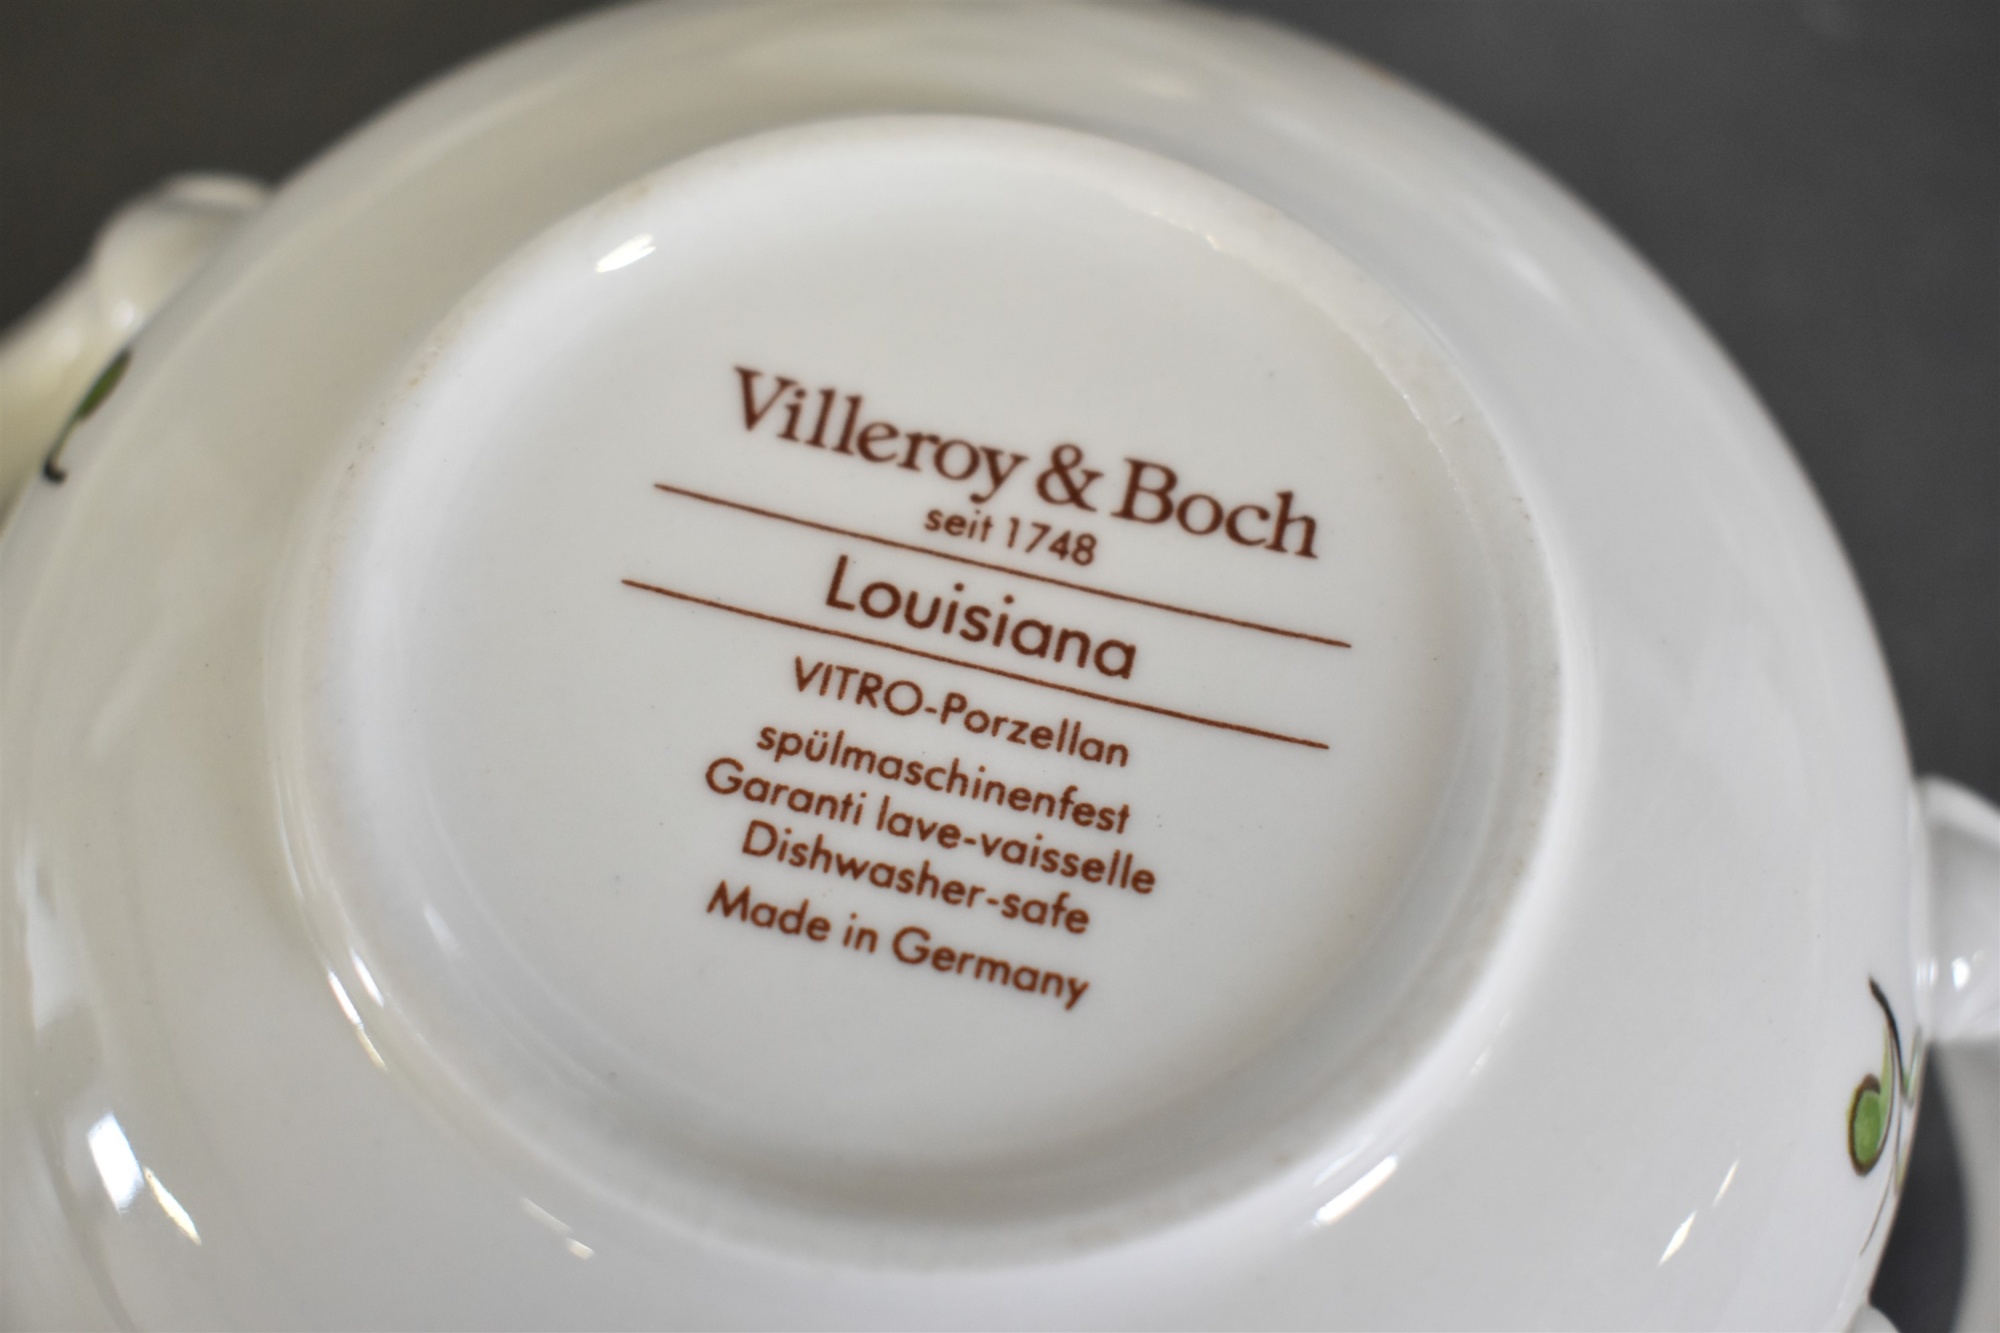 Villeroy & Boch
seit 1748
Louisiana
VITRO-Porzellan
spülmaschinenfest
Garanti lave-vaisselle
Dishwasher-safe
Made in Germany